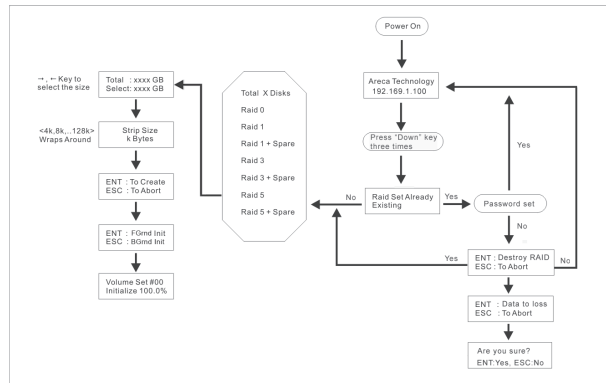 Power On
Areca Technology
192.169.1.100
Press "Down" key
three times
Raid Set Already
Existing
No
Yes
Password set
Yes
No
ENT : Destroy RAID
ESC : To Abort
Yes
No
ENT : Data to loss
ESC : To Abort
Are you sure?
ENT:Yes, ESC:No
Total X Disks
Raid 0
Raid 1
Raid 1 + Spare
Raid 3
Raid 3 + Spare
Raid 5
Raid 5 + Spare
→ , ← Key to
select the size
Total : xxxx GB
Select: xxxx GB
<4k,8k...128k>
Wraps Around
Strip Size
k Bytes
ENT : To Create
ESC : To Abort
ENT : FGrnd Init
ESC : BGrnd Init
Volume Set #00
Initialize 100.0%